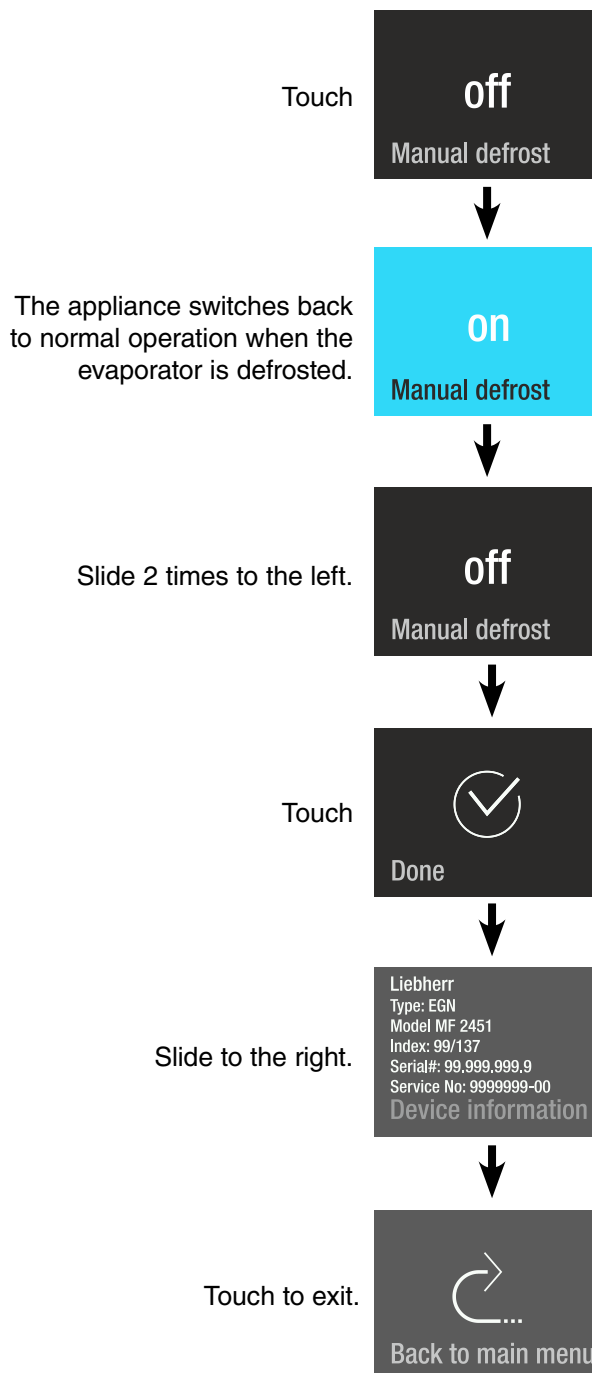 Touch
off
Manual defrost
The appliance switches back
to normal operation when the
evaporator is defrosted.
on
Manual defrost
Slide 2 times to the left.
off
Manual defrost
Touch
Done
Slide to the right.
Liebherr
Type: EGN
Model MF 2451
Index: 99/137
Serial#: 99.999.999.9
Service No: 9999999-00
Device information
Touch to exit.
Back to main menu